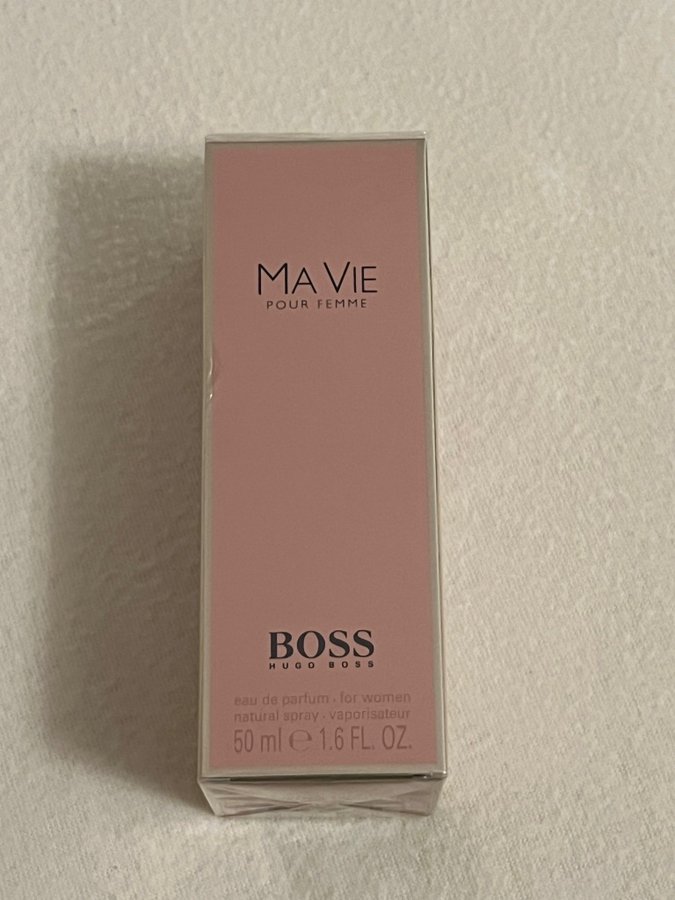 MA VIE
POUR FEMME
BOSS
HUGO BOSS
eau de parfum · for women
natural spray · vaporisateur
50 ml ℮ 1.6 FL. OZ.